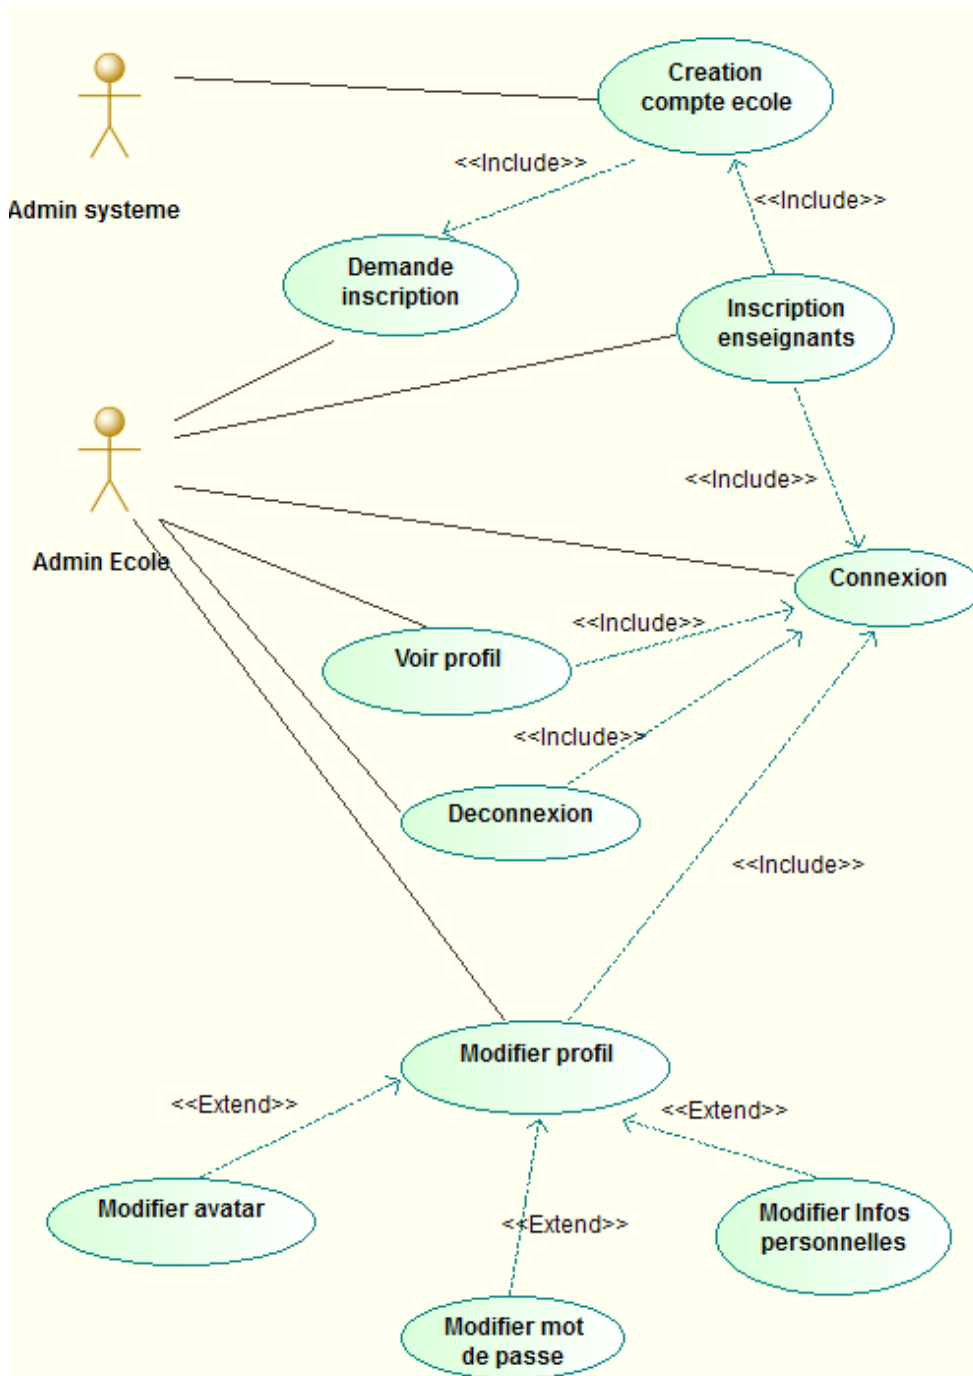 Creation
compte ecole
<<Include>>
Admin systeme
<<Include>>
Demande
inscription
Inscription
enseignants
<<Include>>
Admin Ecole
Connexion
<<Include>>
Voir profil
<<Include>>
Deconnexion
<<Include>>
Modifier profil
<<Extend>>
<<Extend>>
Modifier avatar
Modifier Infos
personnelles
<<Extend>>
Modifier mot
de passe